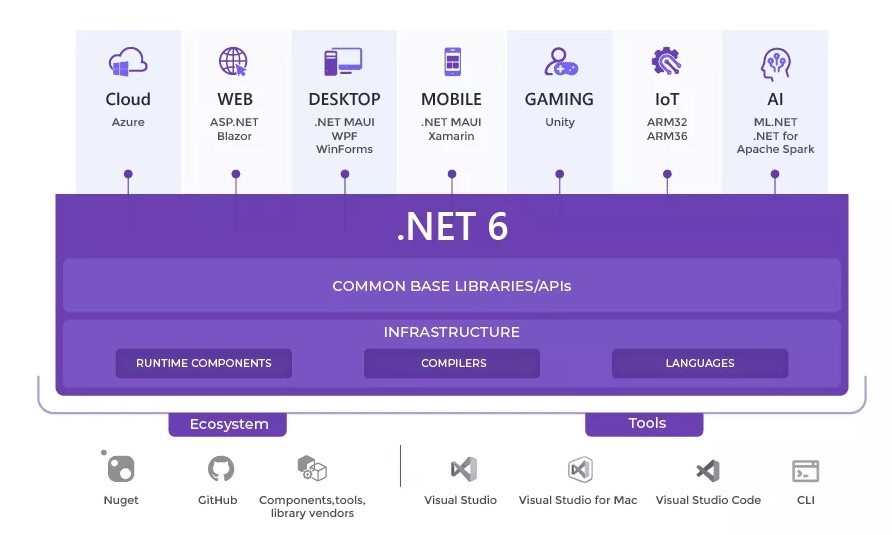 Cloud
Azure
WEB
ASP.NET
Blazor
DESKTOP
.NET MAUI
WPF
WinForms
MOBILE
.NET MAUI
Xamarin
GAMING
Unity
IoT
ARM32
ARM36
AI
ML.NET
.NET for
Apache Spark
.NET 6
COMMON BASE LIBRARIES/APIs
INFRASTRUCTURE
RUNTIME COMPONENTS
COMPILERS
LANGUAGES
Ecosystem
Tools
Nuget
GitHub
Components,tools,
library vendors
Visual Studio
Visual Studio for Mac
Visual Studio Code
CLI